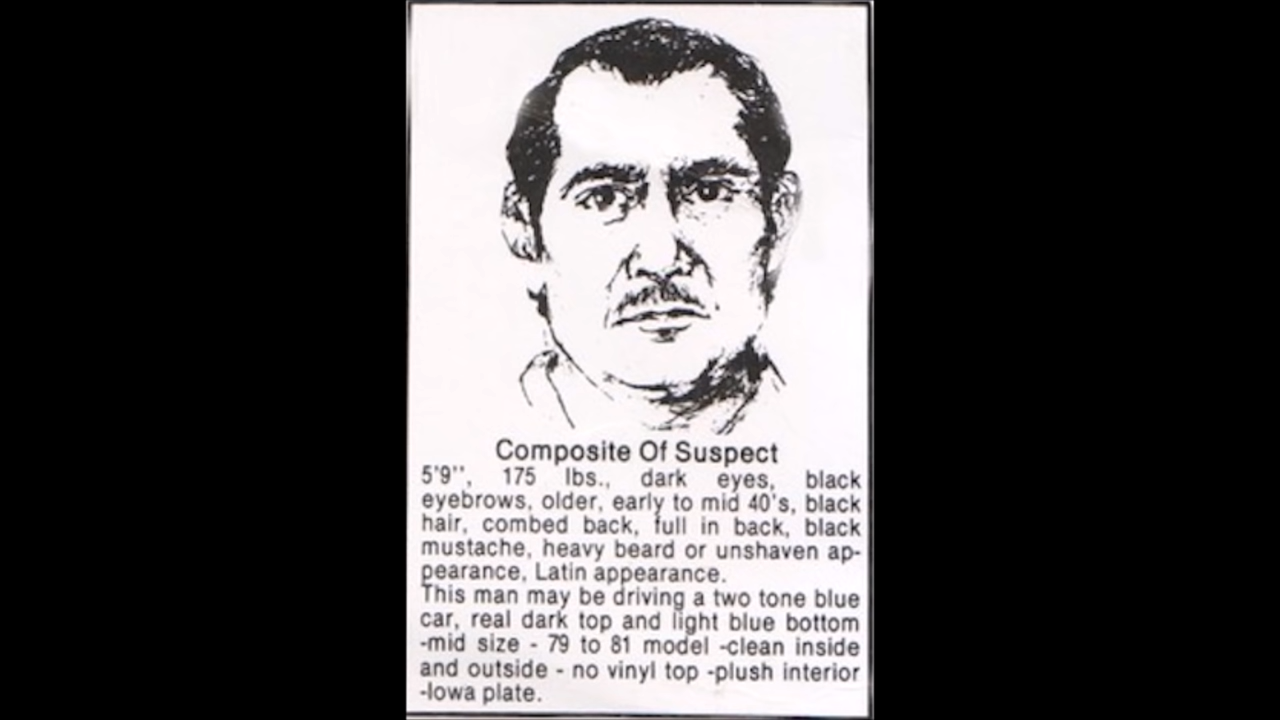 Composite Of Suspect
5'9'', 175 lbs., dark eyes, black
eyebrows, older, early to mid 40's, black
hair, combed back, full in back, black
mustache, heavy beard or unshaven ap-
pearance, Latin appearance.
This man may be driving a two tone blue
car, real dark top and light blue bottom
-mid size - 79 to 81 model -clean inside
and outside - no vinyl top -plush interior
-Iowa plate.